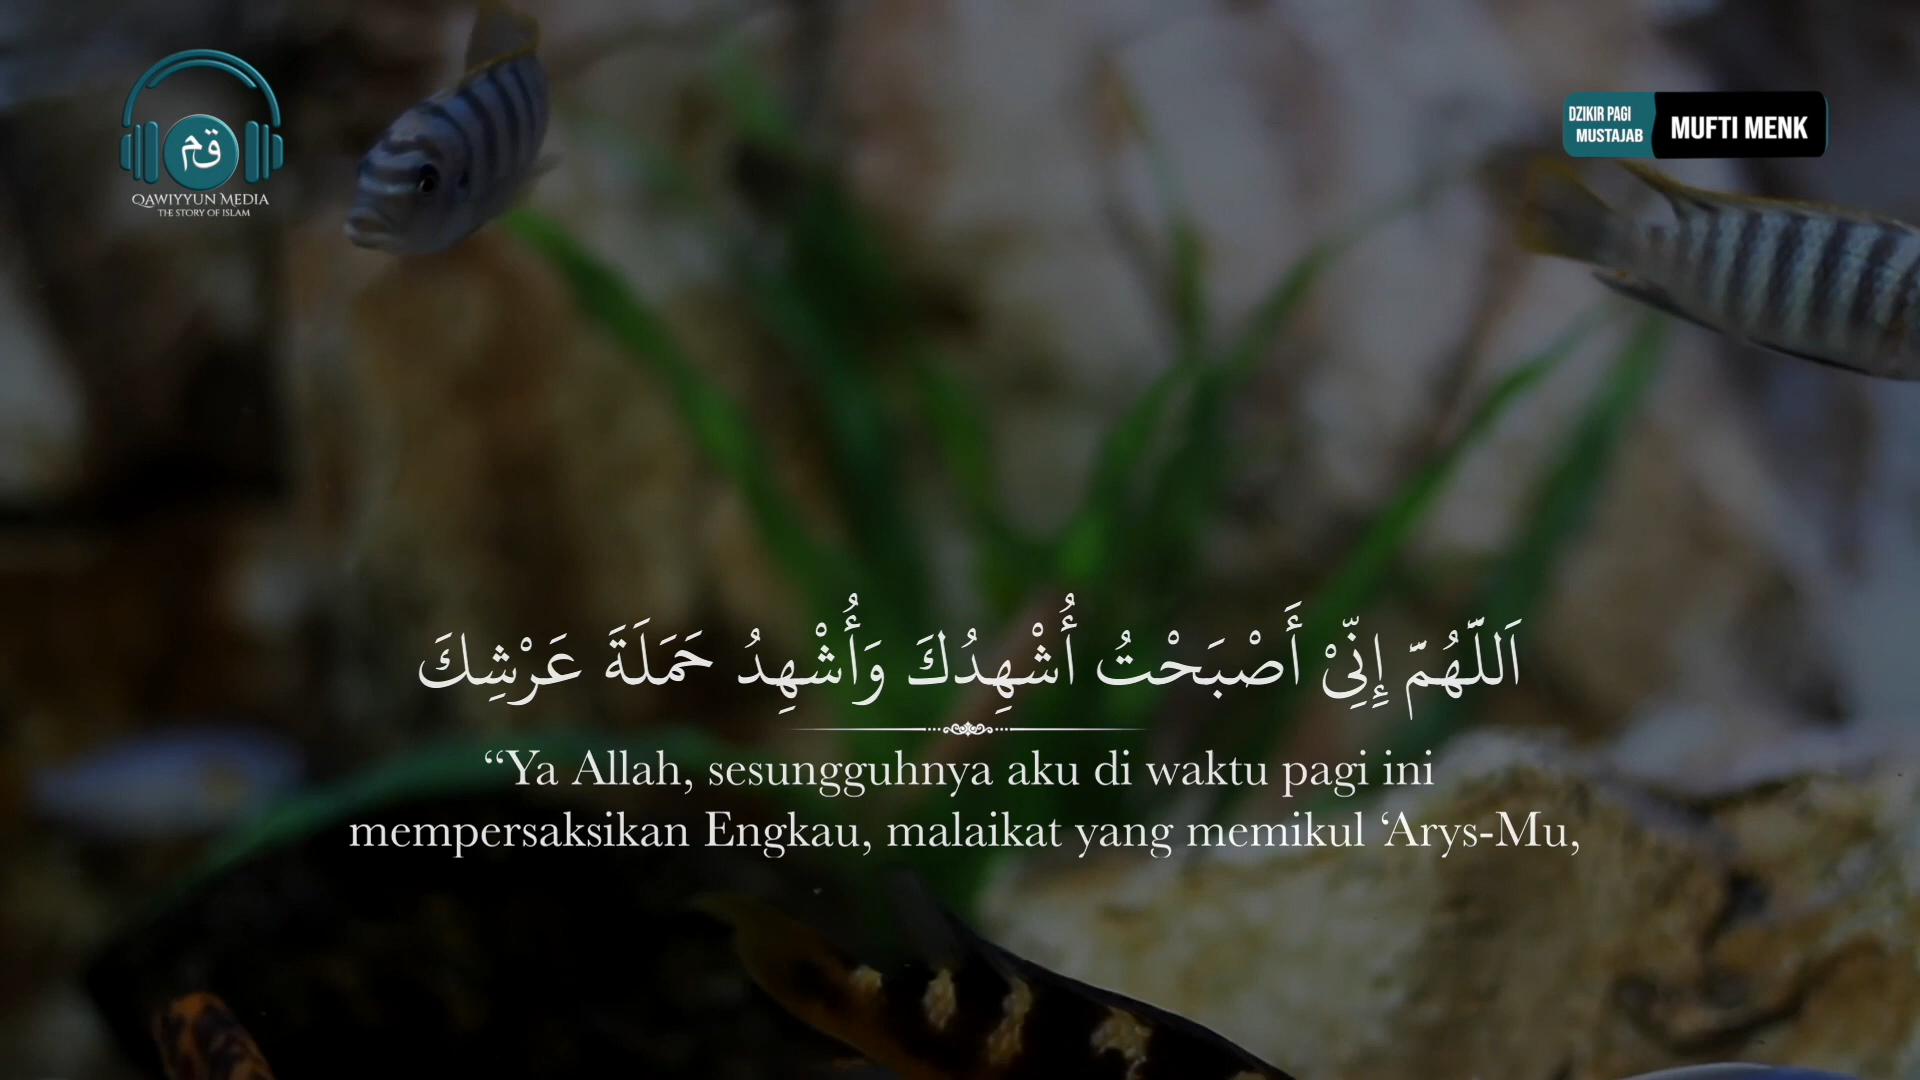 قم
QAWIYYUN MEDIA
THE STORY OF ISLAM
DZIKIR PAGI
MUSTAJAB
MUFTI MENK
اَللّٰهُمَّ إِنِّيْ أَصْبَحْتُ أُشْهِدُكَ وَأُشْهِدُ حَمَلَةَ عَرْشِكَ
“Ya Allah, sesungguhnya aku di waktu pagi ini
mempersaksikan Engkau, malaikat yang memikul ‘Arys-Mu,